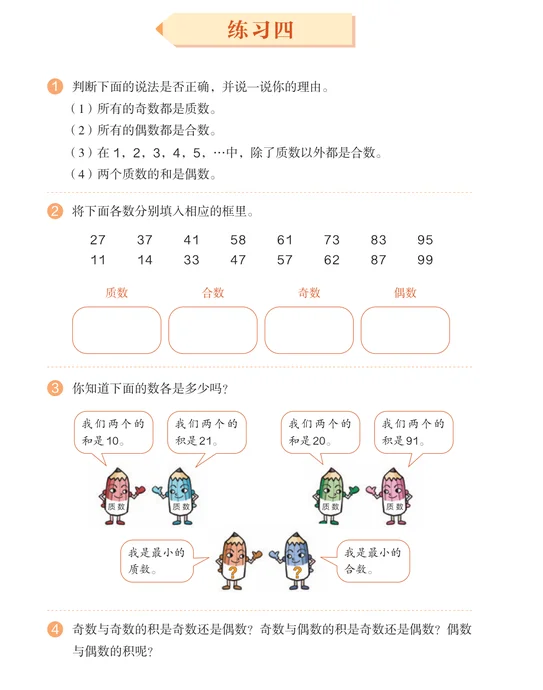 练习四
1 判断下面的说法是否正确，并说一说你的理由。
（1）所有的奇数都是质数。
（2）所有的偶数都是合数。
（3）在 1，2，3，4，5，…中，除了质数以外都是合数。
（4）两个质数的和是偶数。
2 将下面各数分别填入相应的框里。
27 37 41 58 61 73 83 95
11 14 33 47 57 62 87 99
质数 合数 奇数 偶数
3 你知道下面的数各是多少吗？
我们两个的
和是10。
我们两个的
积是21。
我们两个的
和是20。
我们两个的
积是91。
质数
质数
质数
质数
我是最小的
质数。
?
?
我是最小的
合数。
4 奇数与奇数的积是奇数还是偶数？奇数与偶数的积是奇数还是偶数？偶数
与偶数的积呢？